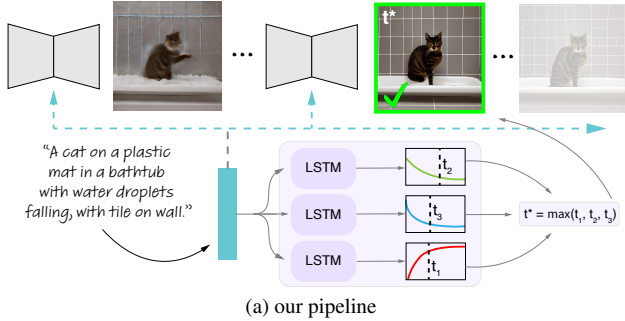 t*
...
...
"A cat on a plastic
mat in a bathtub
with water droplets
falling, with tile on wall."
LSTM
t₂
LSTM
t₃
LSTM
t₁
t* = max(t₁, t₂, t₃)
(a) our pipeline